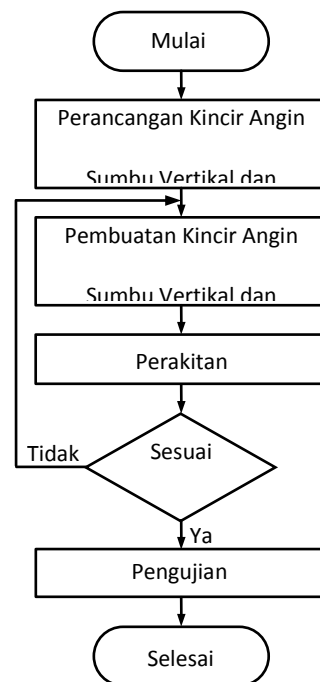 Mulai
Perancangan Kincir Angin
Sumbu Vertikal dan
Pembuatan Kincir Angin
Sumbu Vertikal dan
Perakitan
Sesuai
Tidak
Ya
Pengujian
Selesai